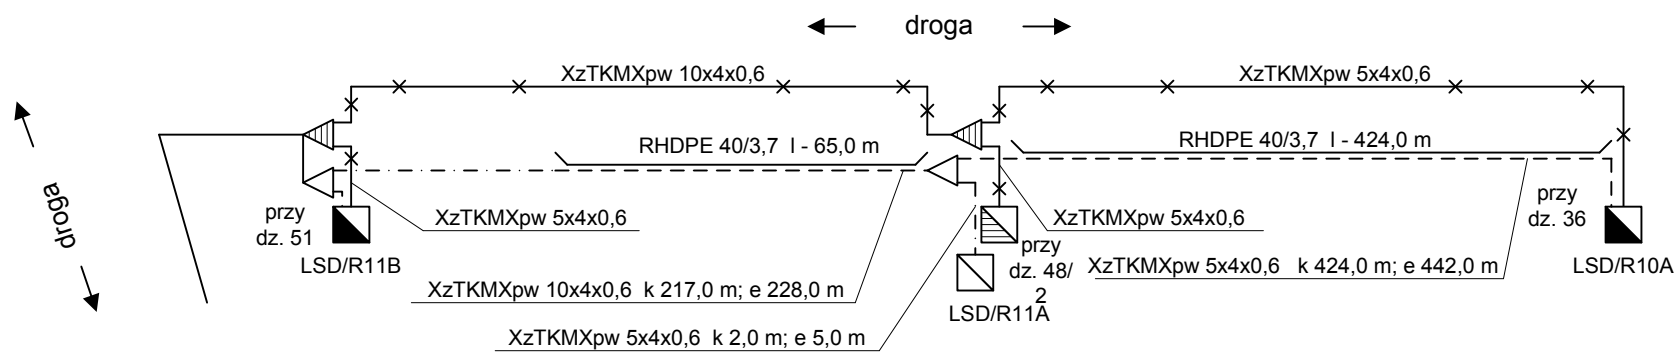 droga
XzTKMXpw 10x4x0,6
XzTKMXpw 5x4x0,6
RHDPE 40/3,7 l - 65,0 m
RHDPE 40/3,7 l - 424,0 m
droga
przy
dz. 51
LSD/R11B
XzTKMXpw 5x4x0,6
XzTKMXpw 5x4x0,6
przy
dz. 48/
2
LSD/R11A
przy
dz. 36
LSD/R10A
XzTKMXpw 5x4x0,6 k 424,0 m; e 442,0 m
XzTKMXpw 10x4x0,6 k 217,0 m; e 228,0 m
XzTKMXpw 5x4x0,6 k 2,0 m; e 5,0 m